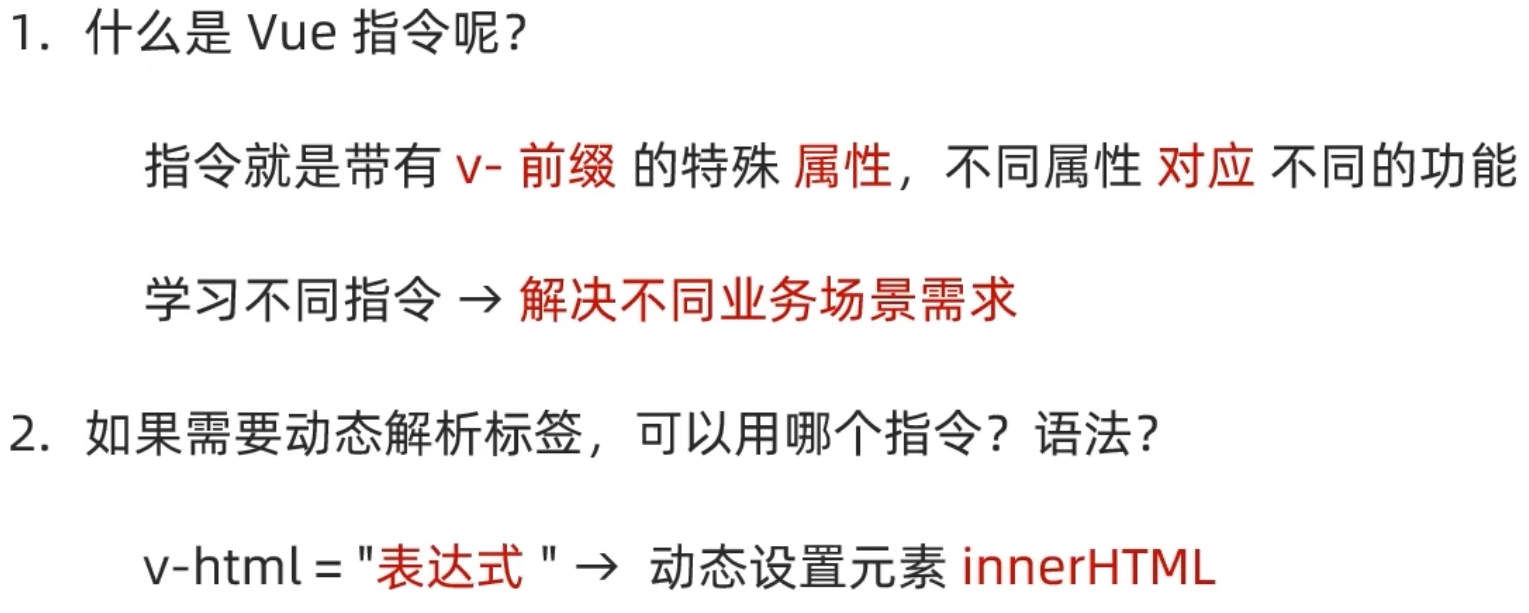 1. 什么是 Vue 指令呢？
指令就是带有 v- 前缀 的特殊 属性，不同属性 对应 不同的功能
学习不同指令 → 解决不同业务场景需求
2. 如果需要动态解析标签，可以用哪个指令？语法？
v-html = "表达式 " → 动态设置元素 innerHTML